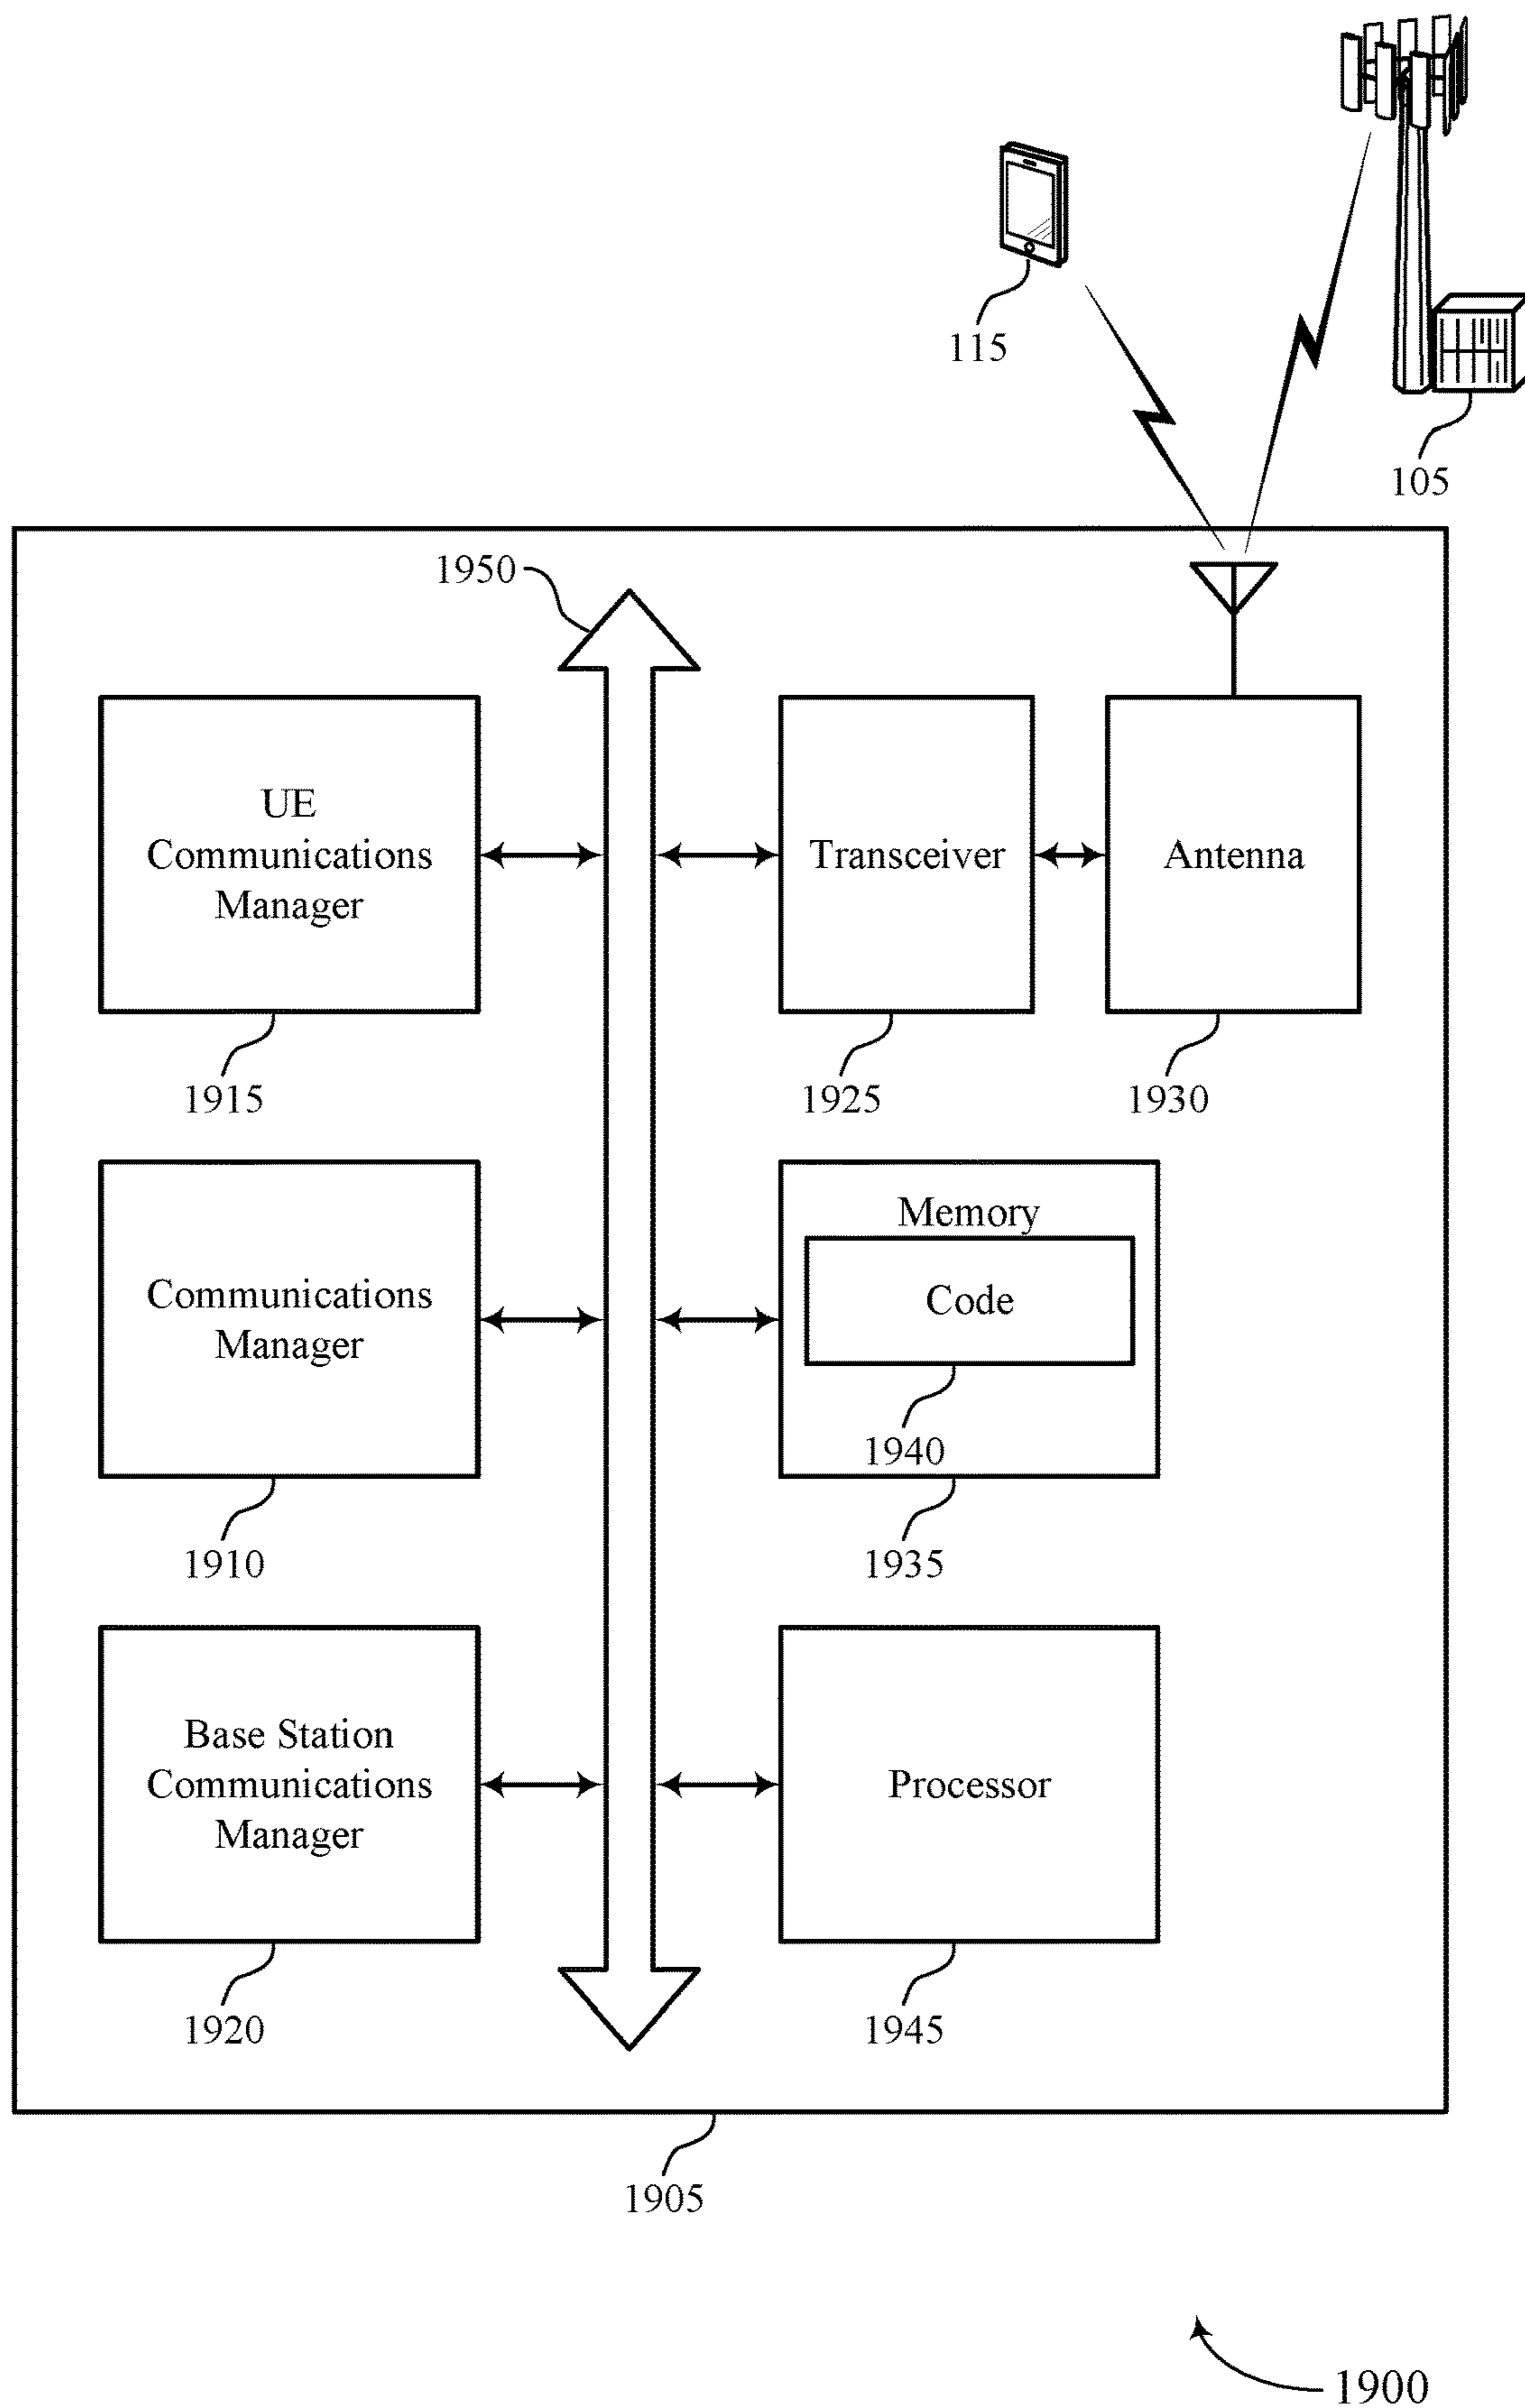 115
105
1950
UE
Communications
Manager
Transceiver
Antenna
1915
1925
1930
Memory
Code
Communications
Manager
1940
1910
1935
Base Station
Communications
Manager
Processor
1920
1945
1905
1900